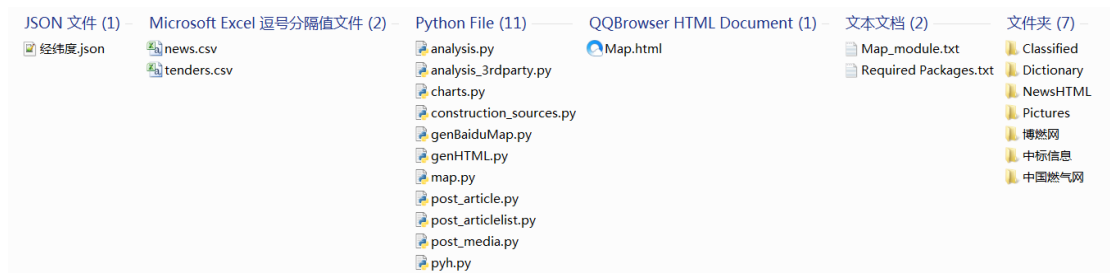 JSON 文件 (1)
经纬度.json
Microsoft Excel 逗号分隔值文件 (2)
news.csv
tenders.csv
Python File (11)
analysis.py
analysis_3rdparty.py
charts.py
construction_sources.py
genBaiduMap.py
genHTML.py
map.py
post_article.py
post_articlelist.py
post_media.py
pyh.py
QQBrowser HTML Document (1)
Map.html
文本文档 (2)
Map_module.txt
Required Packages.txt
文件夹 (7)
Classified
Dictionary
NewsHTML
Pictures
博燃网
中标信息
中国燃气网